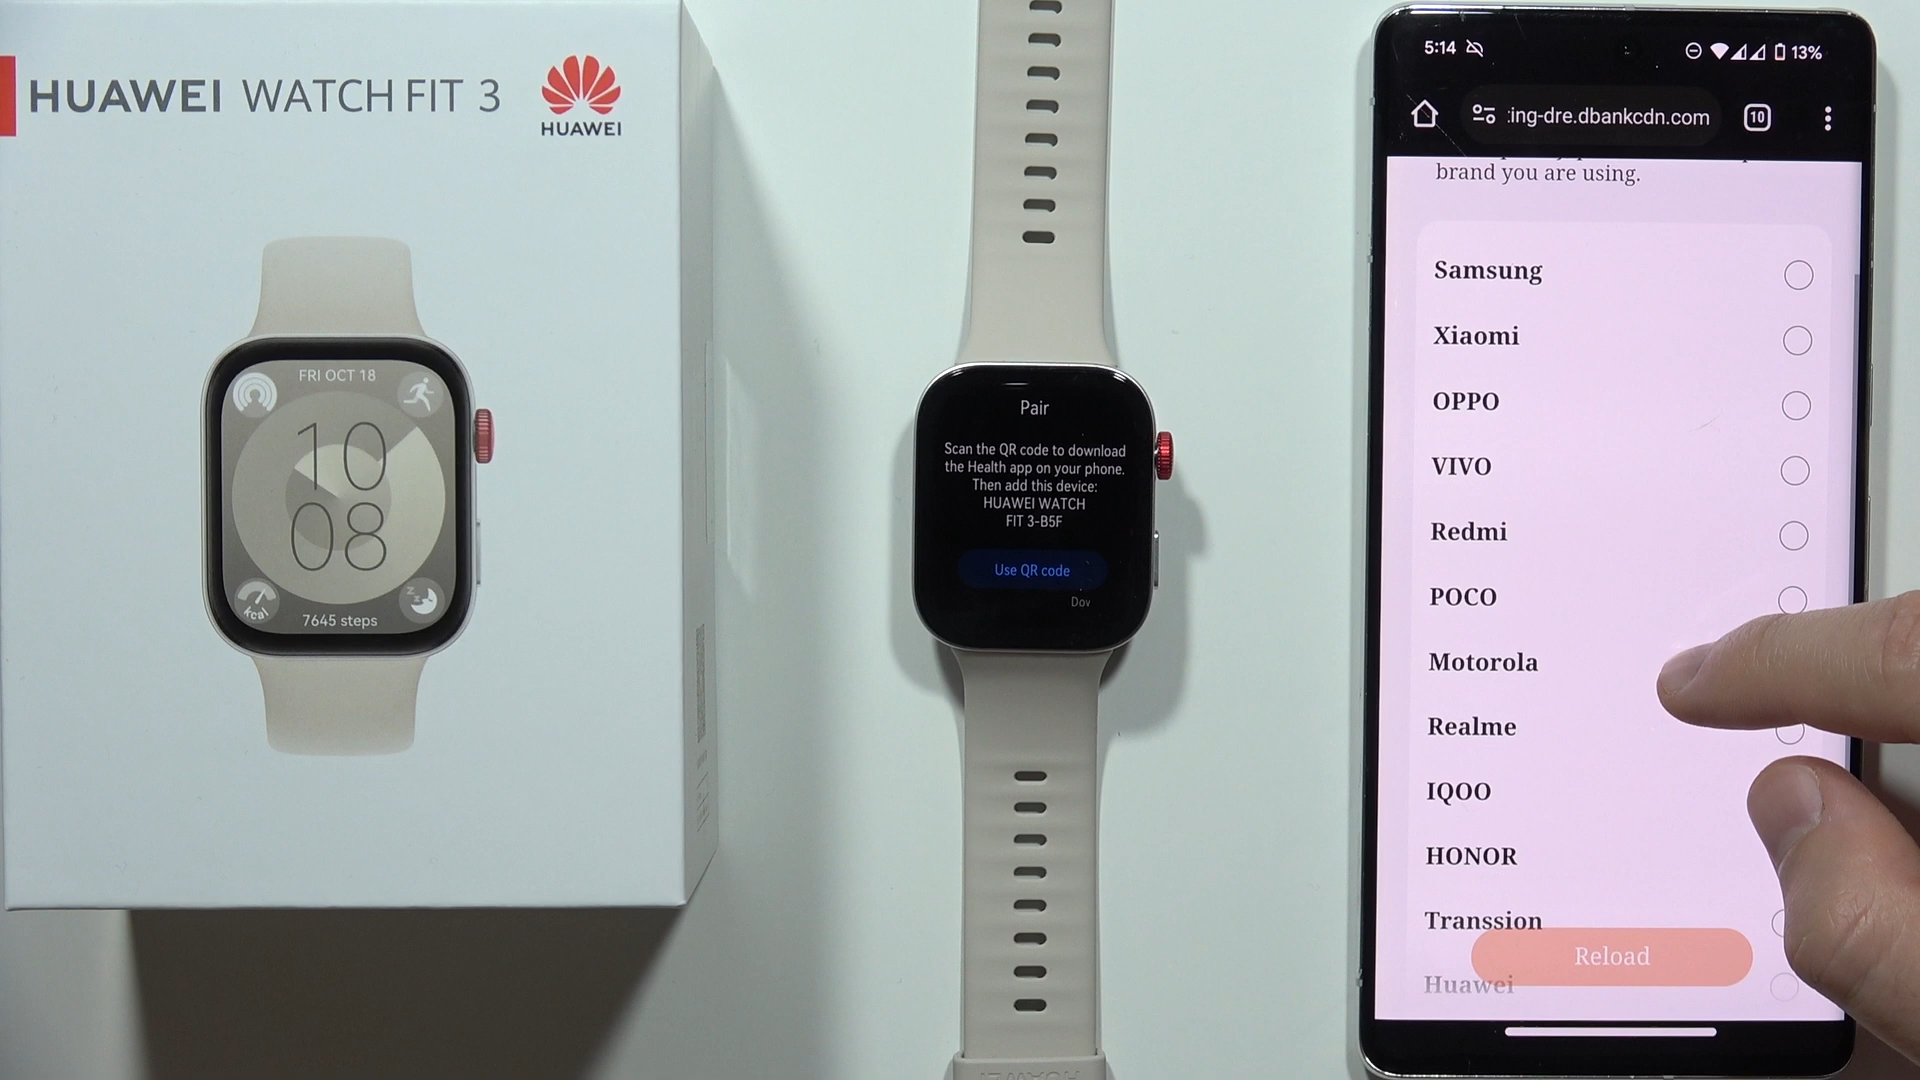 HUAWEI WATCH FIT 3
HUAWEI
FRI OCT 18
10
08
kcal
7645 steps
Pair
Scan the QR code to download
the Health app on your phone.
Then add this device:
HUAWEI WATCH
FIT 3-B5F
Use QR code
Dow
5:14
13%
:ing-dre.dbankcdn.com
10
brand you are using.
Samsung
Xiaomi
OPPO
VIVO
Redmi
POCO
Motorola
Realme
IQOO
HONOR
Transsion
Reload
Huawei
HUAWEI